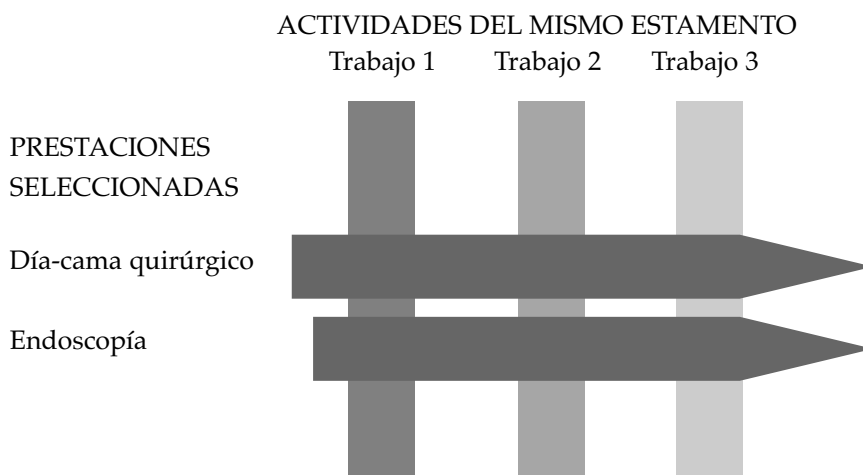 ACTIVIDADES DEL MISMO ESTAMENTO
Trabajo 1 Trabajo 2 Trabajo 3
PRESTACIONES
SELECCIONADAS
Día-cama quirúrgico
Endoscopía